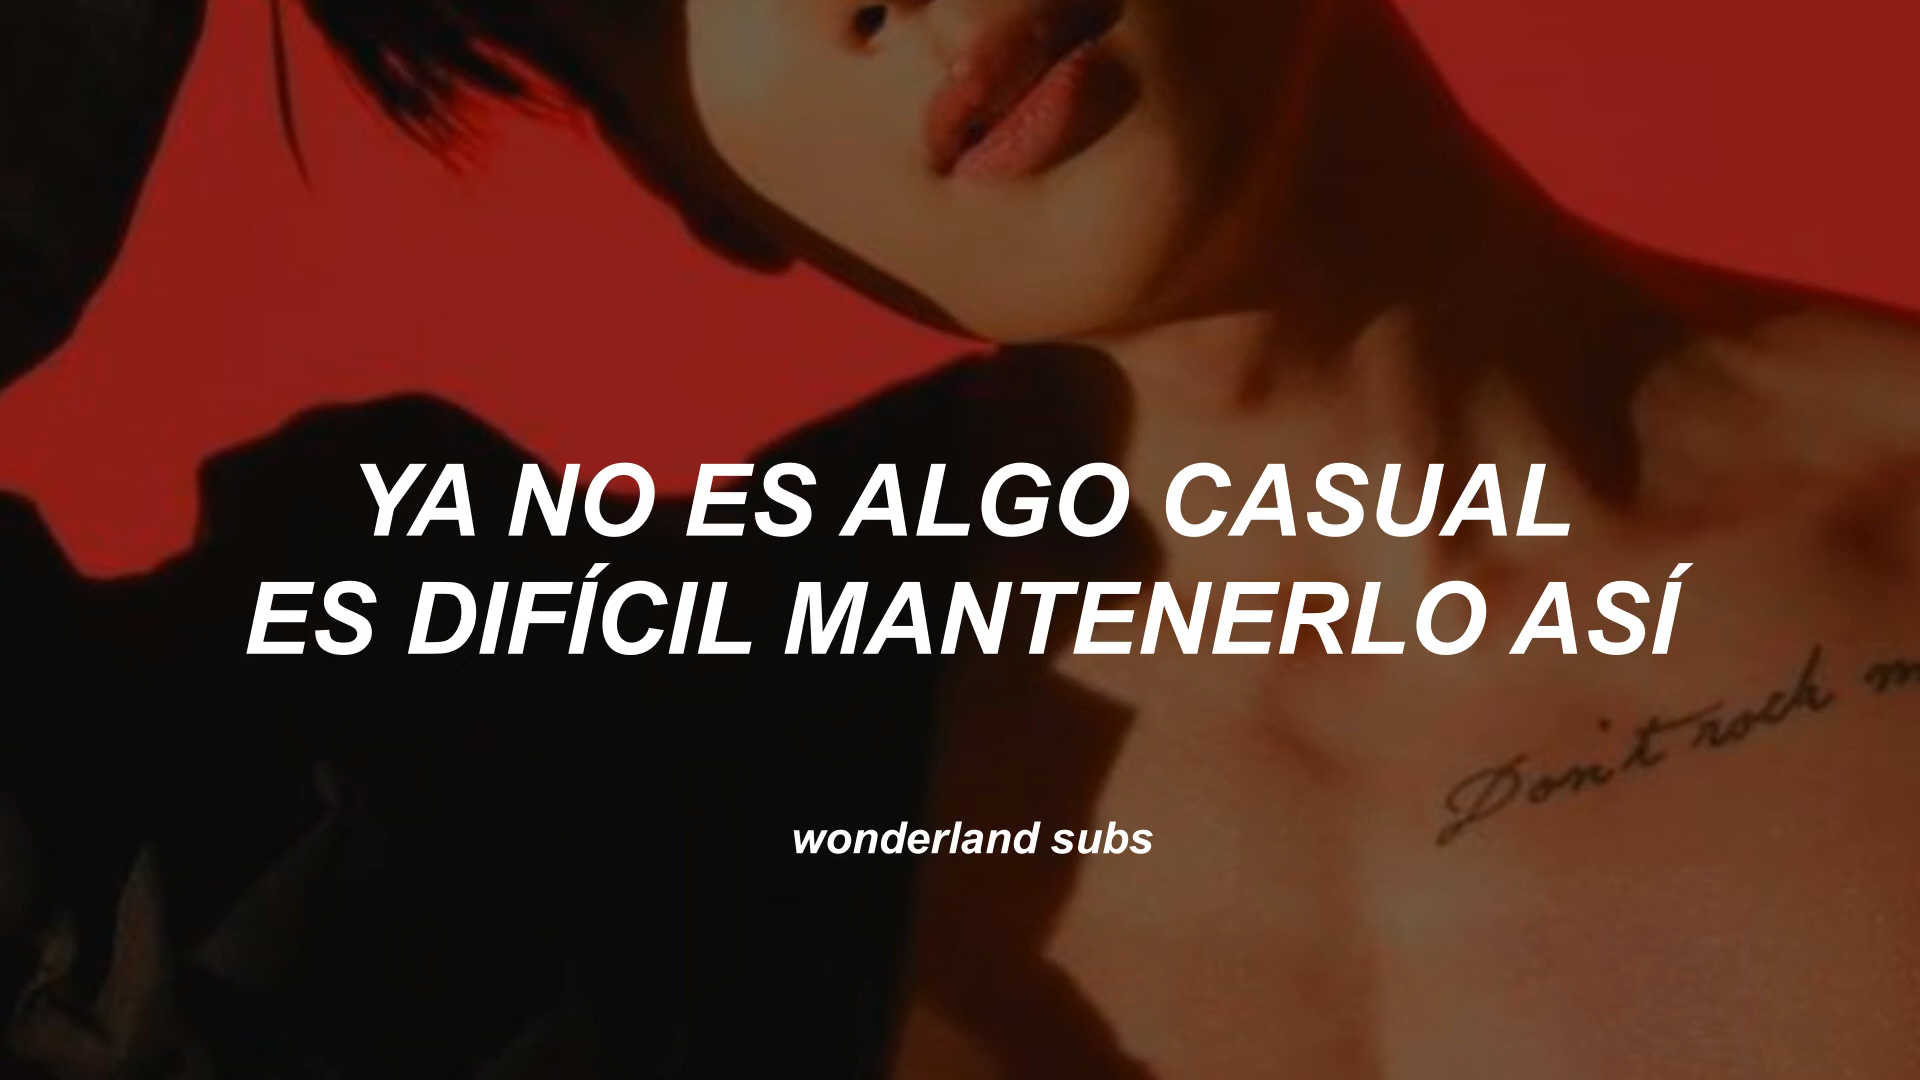 YA NO ES ALGO CASUAL
ES DIFÍCIL MANTENERLO ASÍ
Don't rock m
wonderland subs